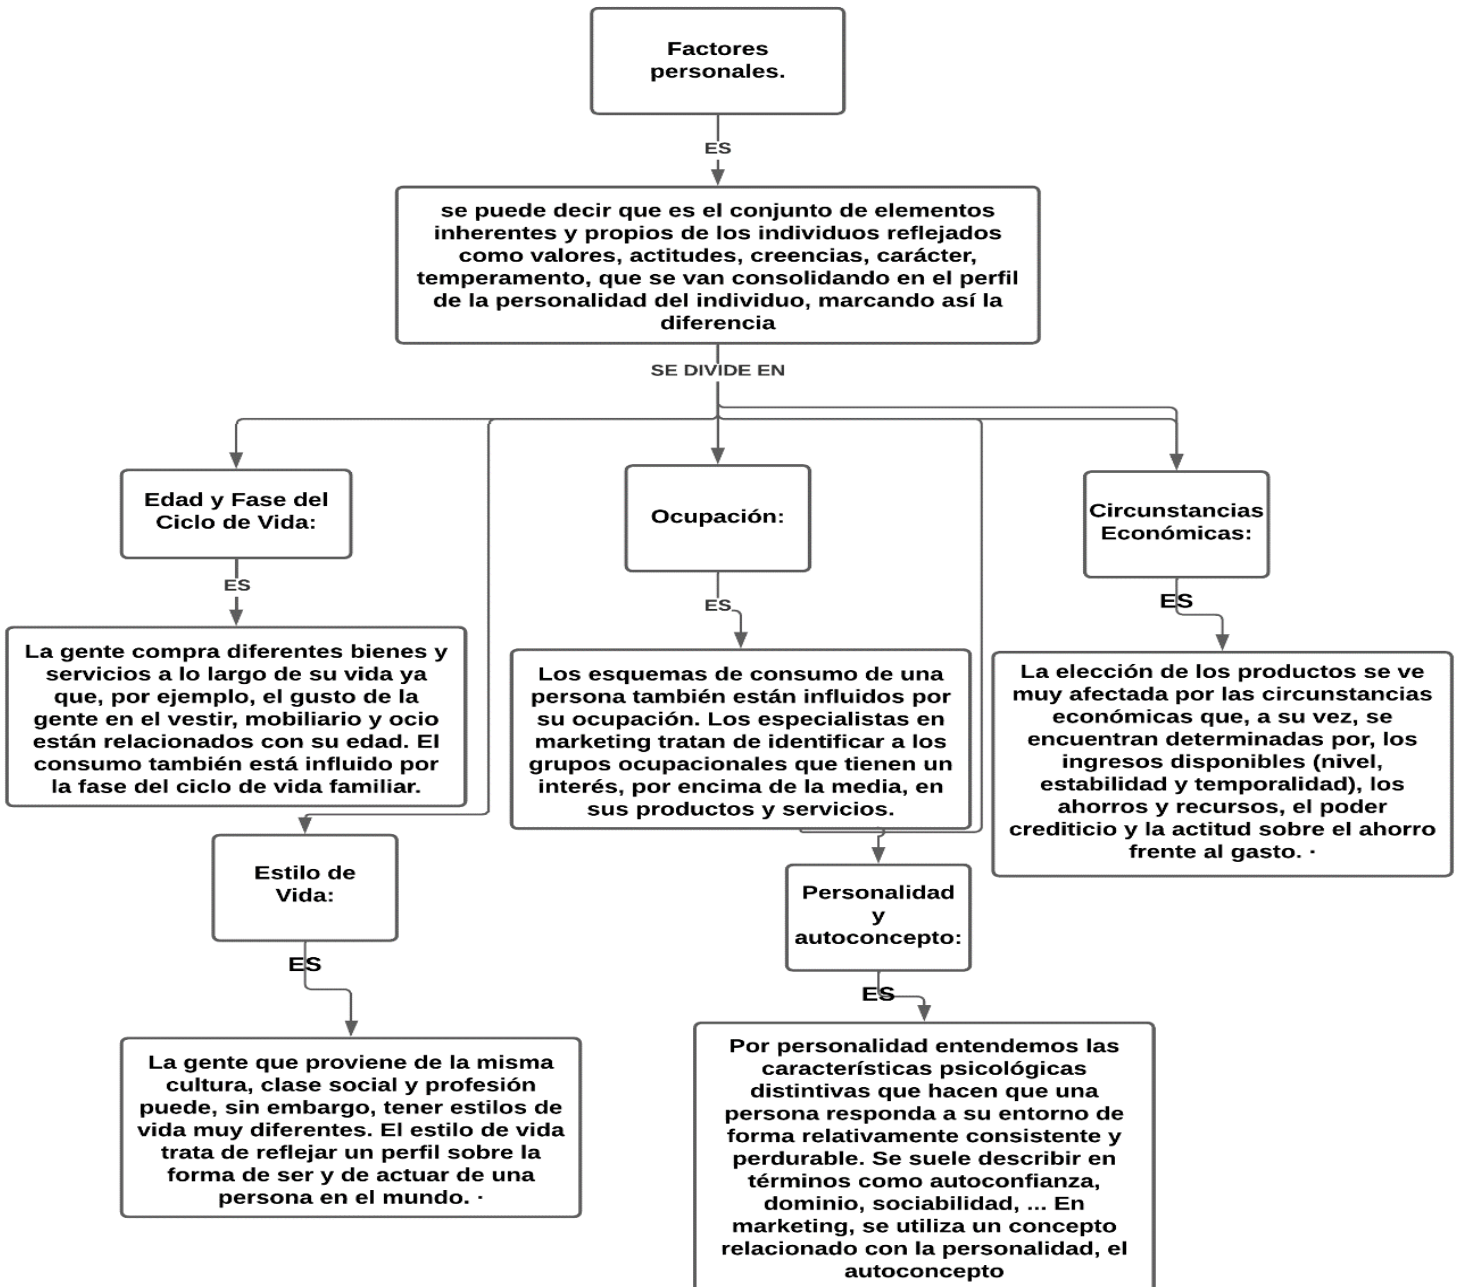 Factores
personales.
ES
se puede decir que es el conjunto de elementos
inherentes y propios de los individuos reflejados
como valores, actitudes, creencias, carácter,
temperamento, que se van consolidando en el perfil
de la personalidad del individuo, marcando así la
diferencia
SE DIVIDE EN
Edad y Fase del
Ciclo de Vida:
ES
La gente compra diferentes bienes y
servicios a lo largo de su vida ya
que, por ejemplo, el gusto de la
gente en el vestir, mobiliario y ocio
están relacionados con su edad. El
consumo también está influido por
la fase del ciclo de vida familiar.
Ocupación:
ES
Los esquemas de consumo de una
persona también están influidos por
su ocupación. Los especialistas en
marketing tratan de identificar a los
grupos ocupacionales que tienen un
interés, por encima de la media, en
sus productos y servicios.
Circunstancias
Económicas:
ES
La elección de los productos se ve
muy afectada por las circunstancias
económicas que, a su vez, se
encuentran determinadas por, los
ingresos disponibles (nivel,
estabilidad y temporalidad), los
ahorros y recursos, el poder
crediticio y la actitud sobre el ahorro
frente al gasto. ·
Estilo de
Vida:
ES
La gente que proviene de la misma
cultura, clase social y profesión
puede, sin embargo, tener estilos de
vida muy diferentes. El estilo de vida
trata de reflejar un perfil sobre la
forma de ser y de actuar de una
persona en el mundo. ·
Personalidad
y
autoconcepto:
ES
Por personalidad entendemos las
características psicológicas
distintivas que hacen que una
persona responda a su entorno de
forma relativamente consistente y
perdurable. Se suele describir en
términos como autoconfianza,
dominio, sociabilidad, ... En
marketing, se utiliza un concepto
relacionado con la personalidad, el
autoconcepto